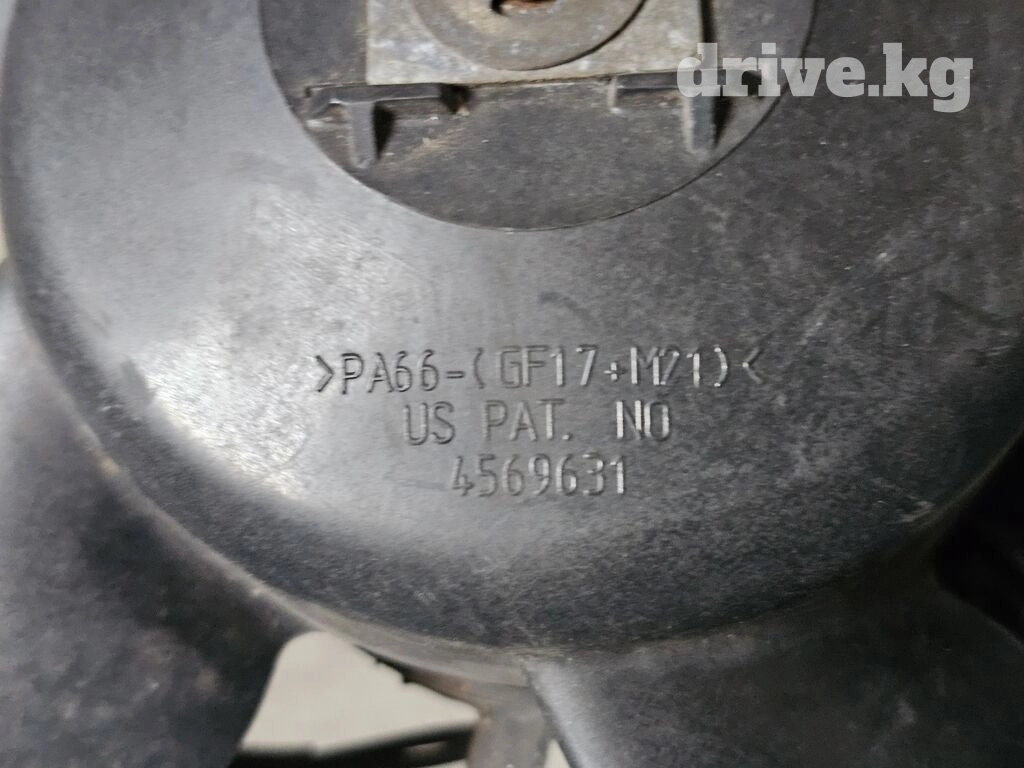 drive.kg
>PA66-(GF17+M21)<
US PAT. NO
4569631